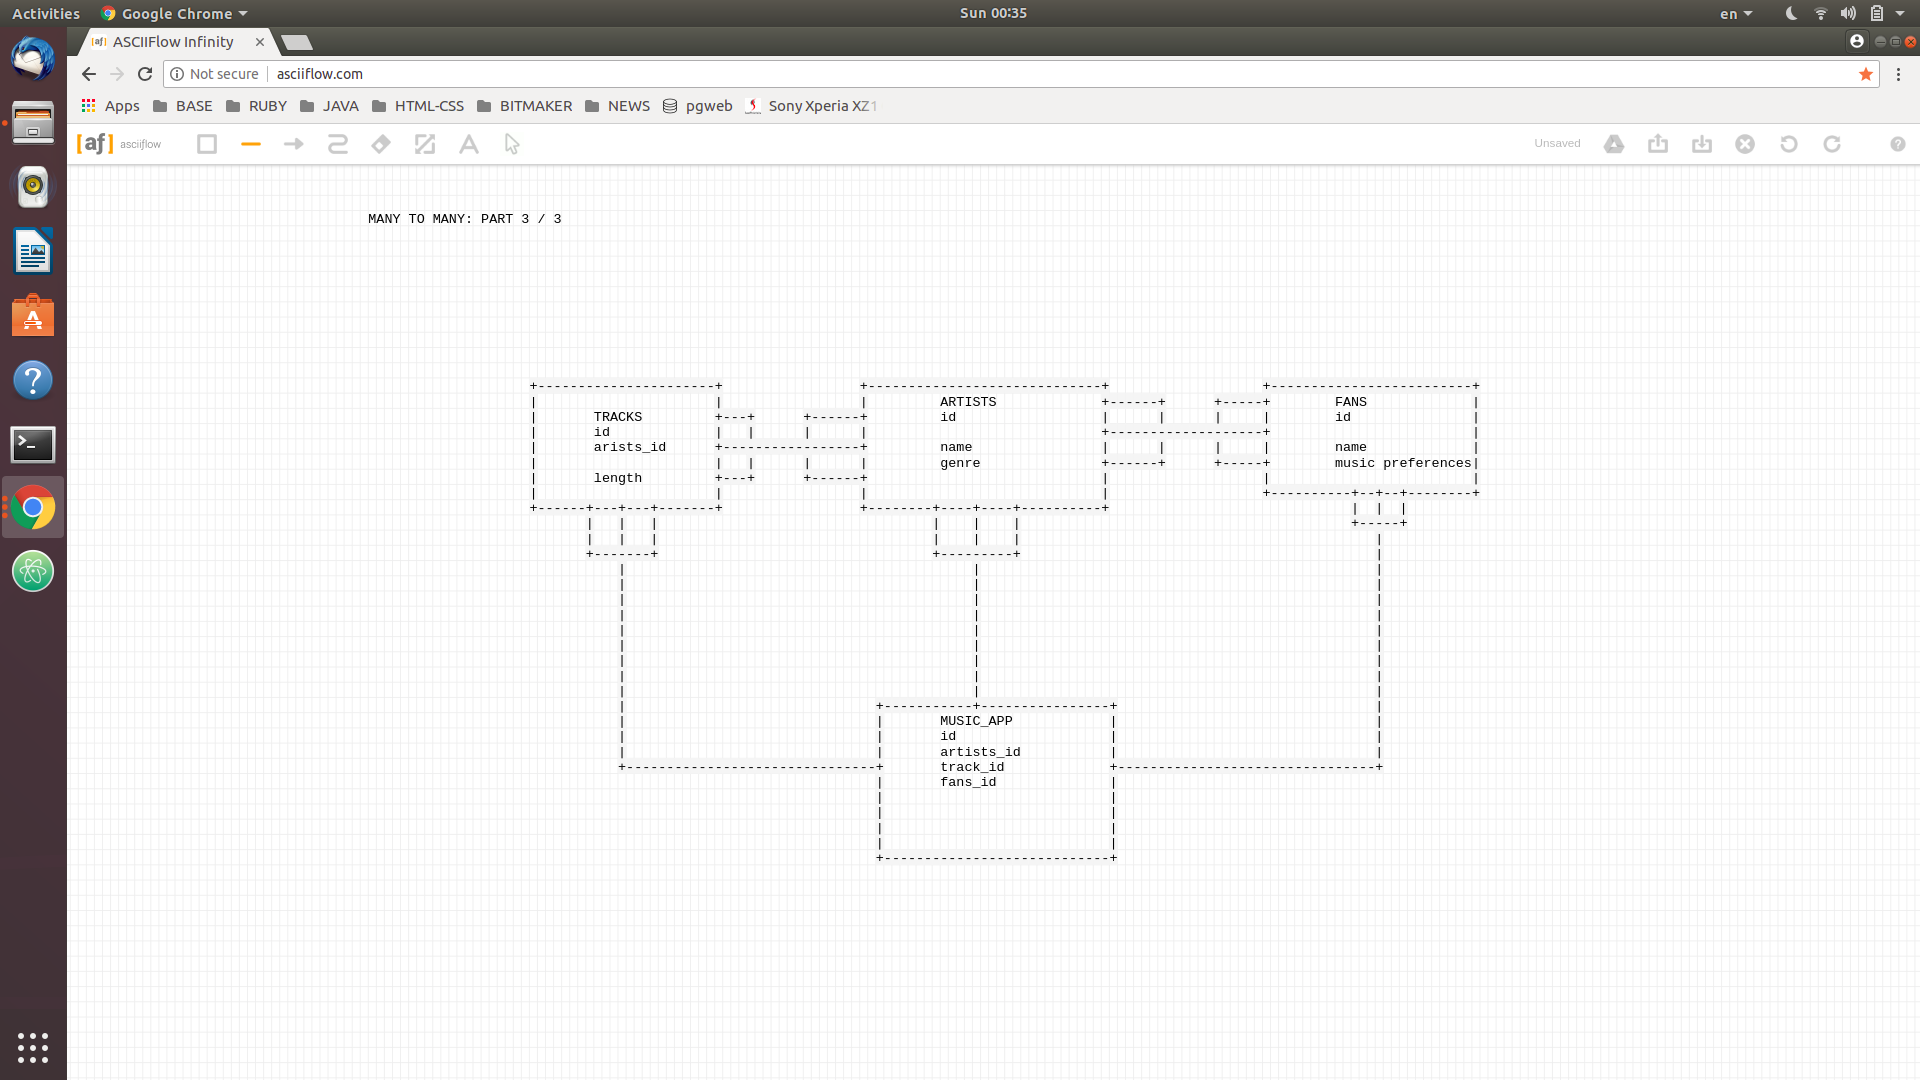 Activities Google Chrome Sun 00:35 en
[af] ASCIIFlow Infinity
Not secure asciiflow.com
Apps BASE RUBY JAVA HTML-CSS BITMAKER NEWS pgweb Sony Xperia XZ1
[af] asciiflow A Unsaved ?
MANY TO MANY: PART 3 / 3
TRACKS
id
arists_id
length
ARTISTS
id
name
genre
FANS
id
name
music preferences
MUSIC_APP
id
artists_id
track_id
fans_id